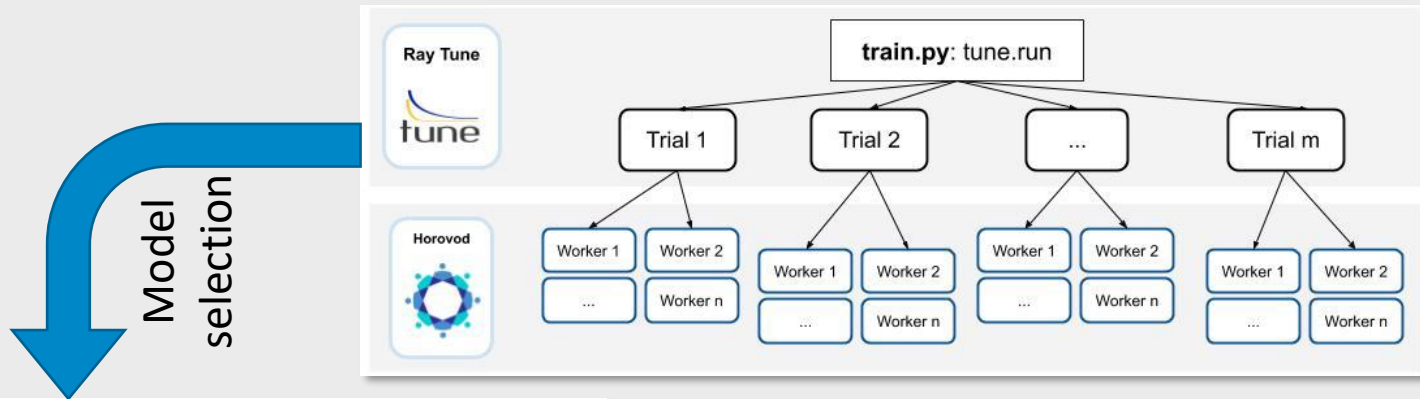 Ray Tune
tune
train.py: tune.run
Trial 1
Trial 2
...
Trial m
Model
selection
Horovod
Worker 1
Worker 2
...
Worker n
Worker 1
Worker 2
...
Worker n
Worker 1
Worker 2
...
Worker n
Worker 1
Worker 2
...
Worker n